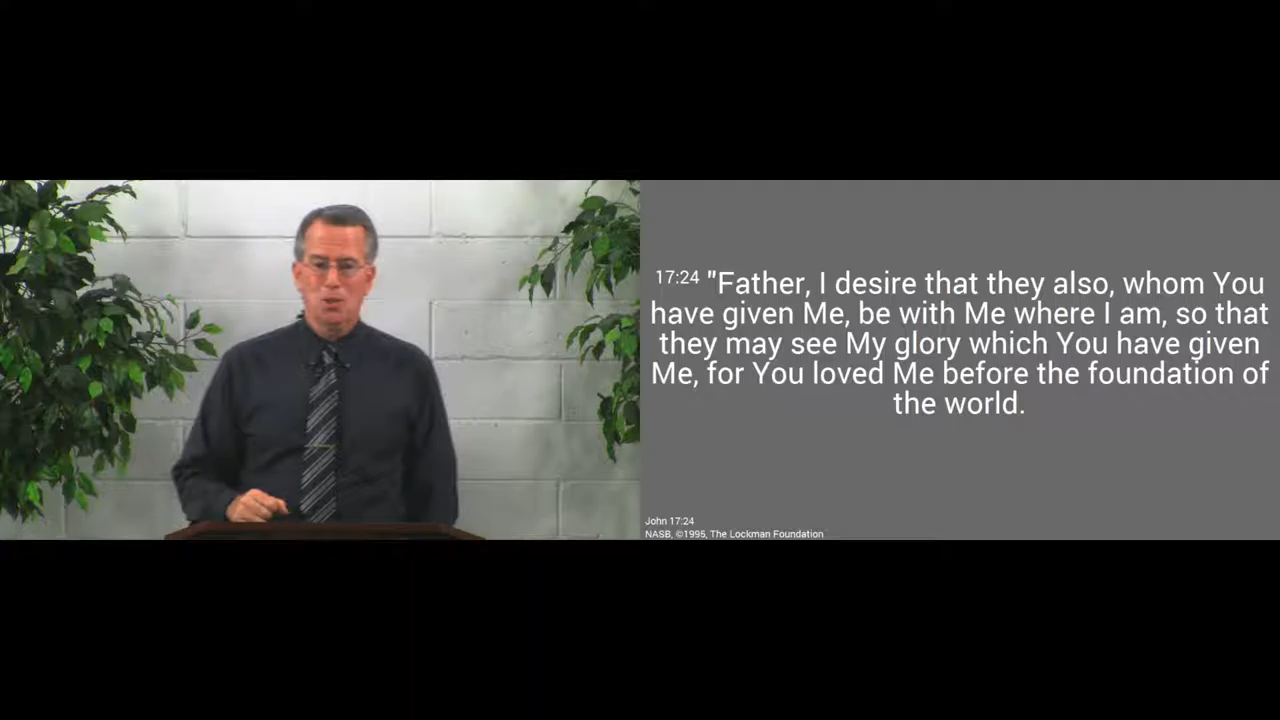 17:24 "Father, I desire that they also, whom You
have given Me, be with Me where I am, so that
they may see My glory which You have given
Me, for You loved Me before the foundation of
the world.
John 17:24
NASB, ©1995, The Lockman Foundation